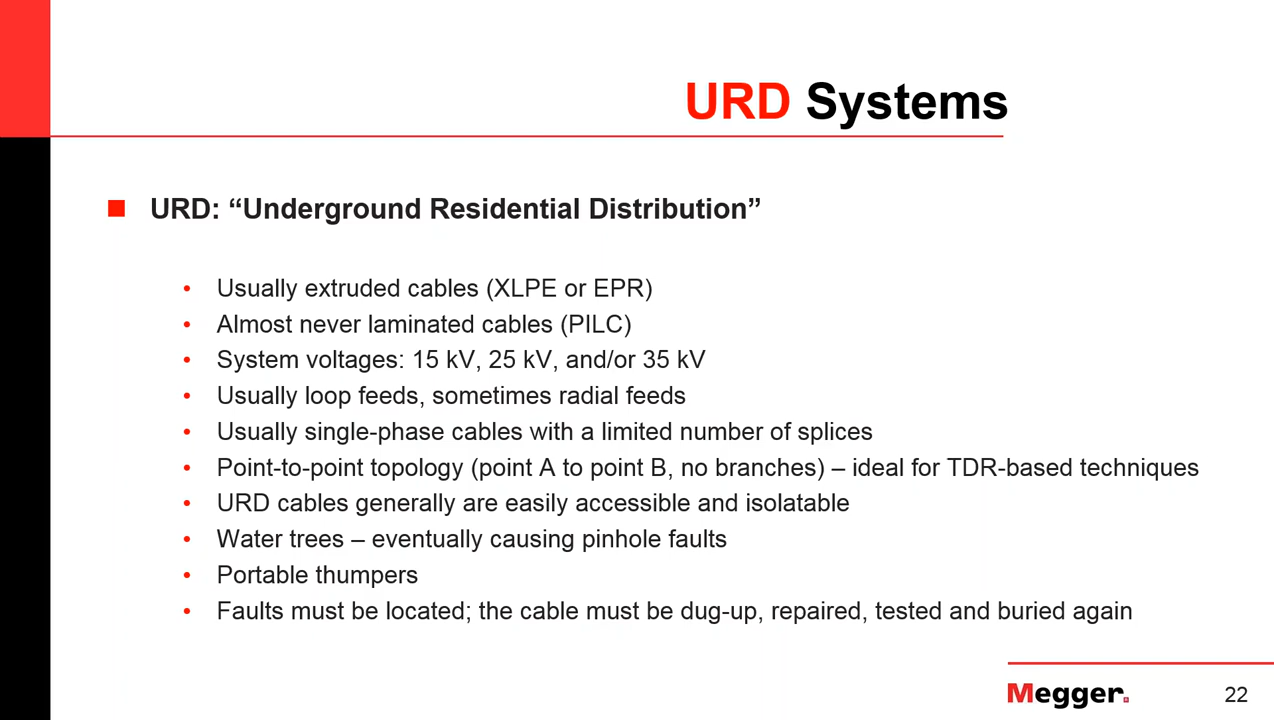 URD Systems
URD: “Underground Residential Distribution”
• Usually extruded cables (XLPE or EPR)
• Almost never laminated cables (PILC)
• System voltages: 15 kV, 25 kV, and/or 35 kV
• Usually loop feeds, sometimes radial feeds
• Usually single-phase cables with a limited number of splices
• Point-to-point topology (point A to point B, no branches) – ideal for TDR-based techniques
• URD cables generally are easily accessible and isolatable
• Water trees – eventually causing pinhole faults
• Portable thumpers
• Faults must be located; the cable must be dug-up, repaired, tested and buried again
Megger.
22